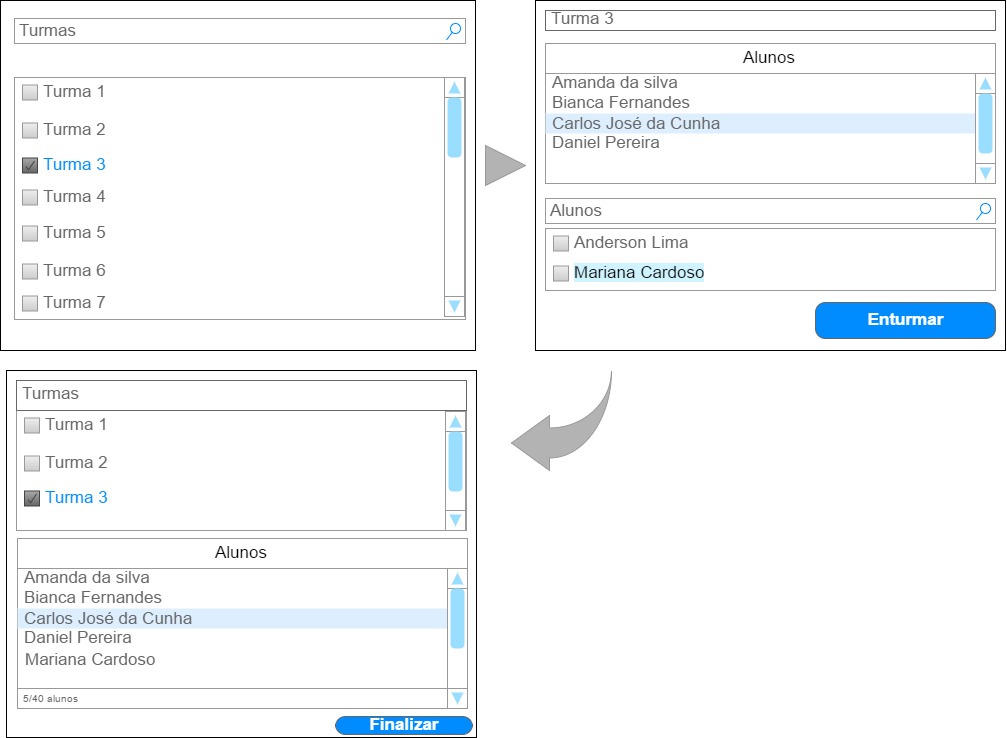 Turmas
Turma 1
Turma 2
Turma 3
Turma 4
Turma 5
Turma 6
Turma 7
Turma 3
Alunos
Amanda da silva
Bianca Fernandes
Carlos José da Cunha
Daniel Pereira
Alunos
Anderson Lima
Mariana Cardoso
Enturmar
Turmas
Turma 1
Turma 2
Turma 3
Alunos
Amanda da silva
Bianca Fernandes
Carlos José da Cunha
Daniel Pereira
Mariana Cardoso
5/40 alunos
Finalizar